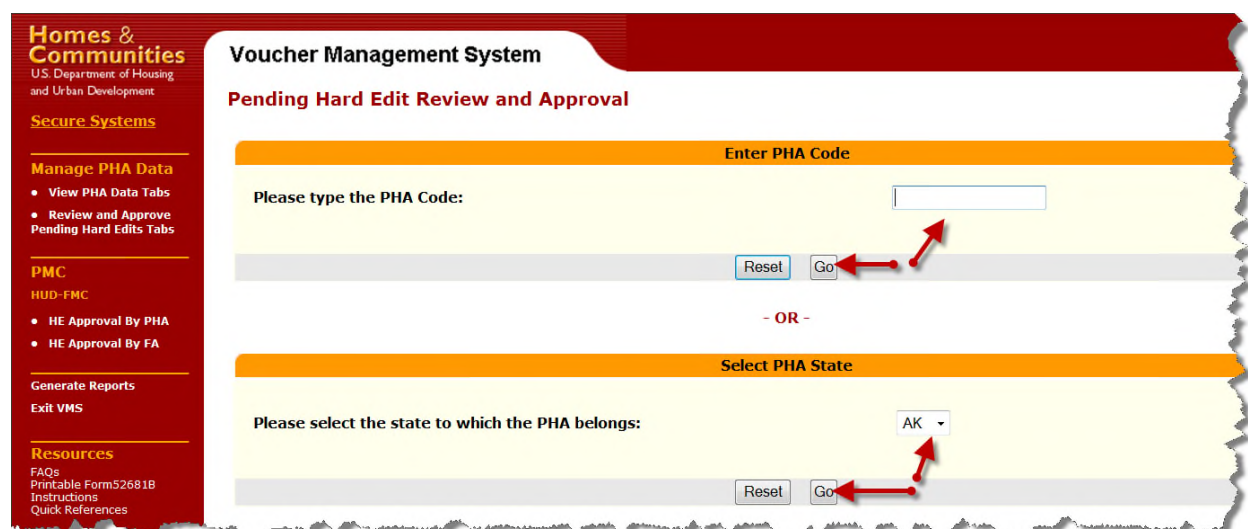 Homes &
Communities
U.S. Department of Housing
and Urban Development
Secure Systems
Manage PHA Data
• View PHA Data Tabs
• Review and Approve
Pending Hard Edits Tabs
PMC
HUD-FMC
• HE Approval By PHA
• HE Approval By FA
Generate Reports
Exit VMS
Resources
FAQs
Printable Form52681B
Instructions
Quick References
Voucher Management System
Pending Hard Edit Review and Approval
Enter PHA Code
Please type the PHA Code:
Reset Go
- OR -
Select PHA State
Please select the state to which the PHA belongs: AK
Reset Go